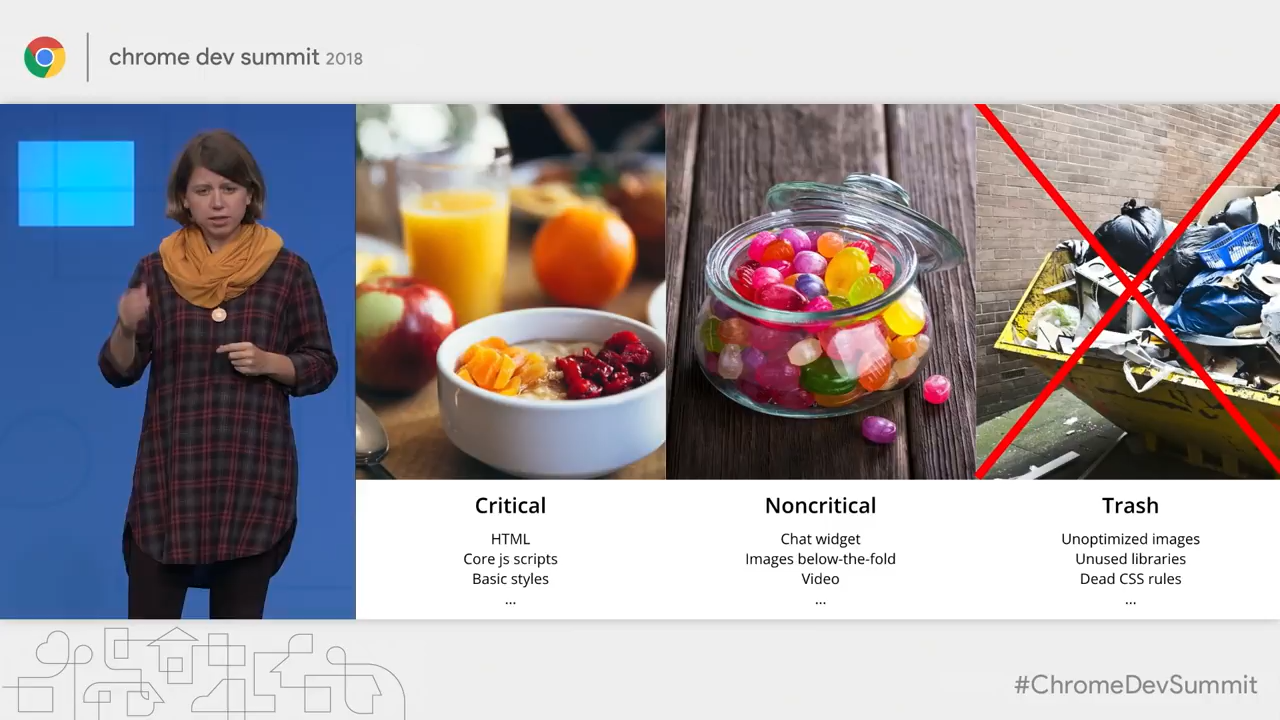 chrome dev summit 2018
Critical
HTML
Core js scripts
Basic styles
...
Noncritical
Chat widget
Images below-the-fold
Video
...
Trash
Unoptimized images
Unused libraries
Dead CSS rules
...
#ChromeDevSummit